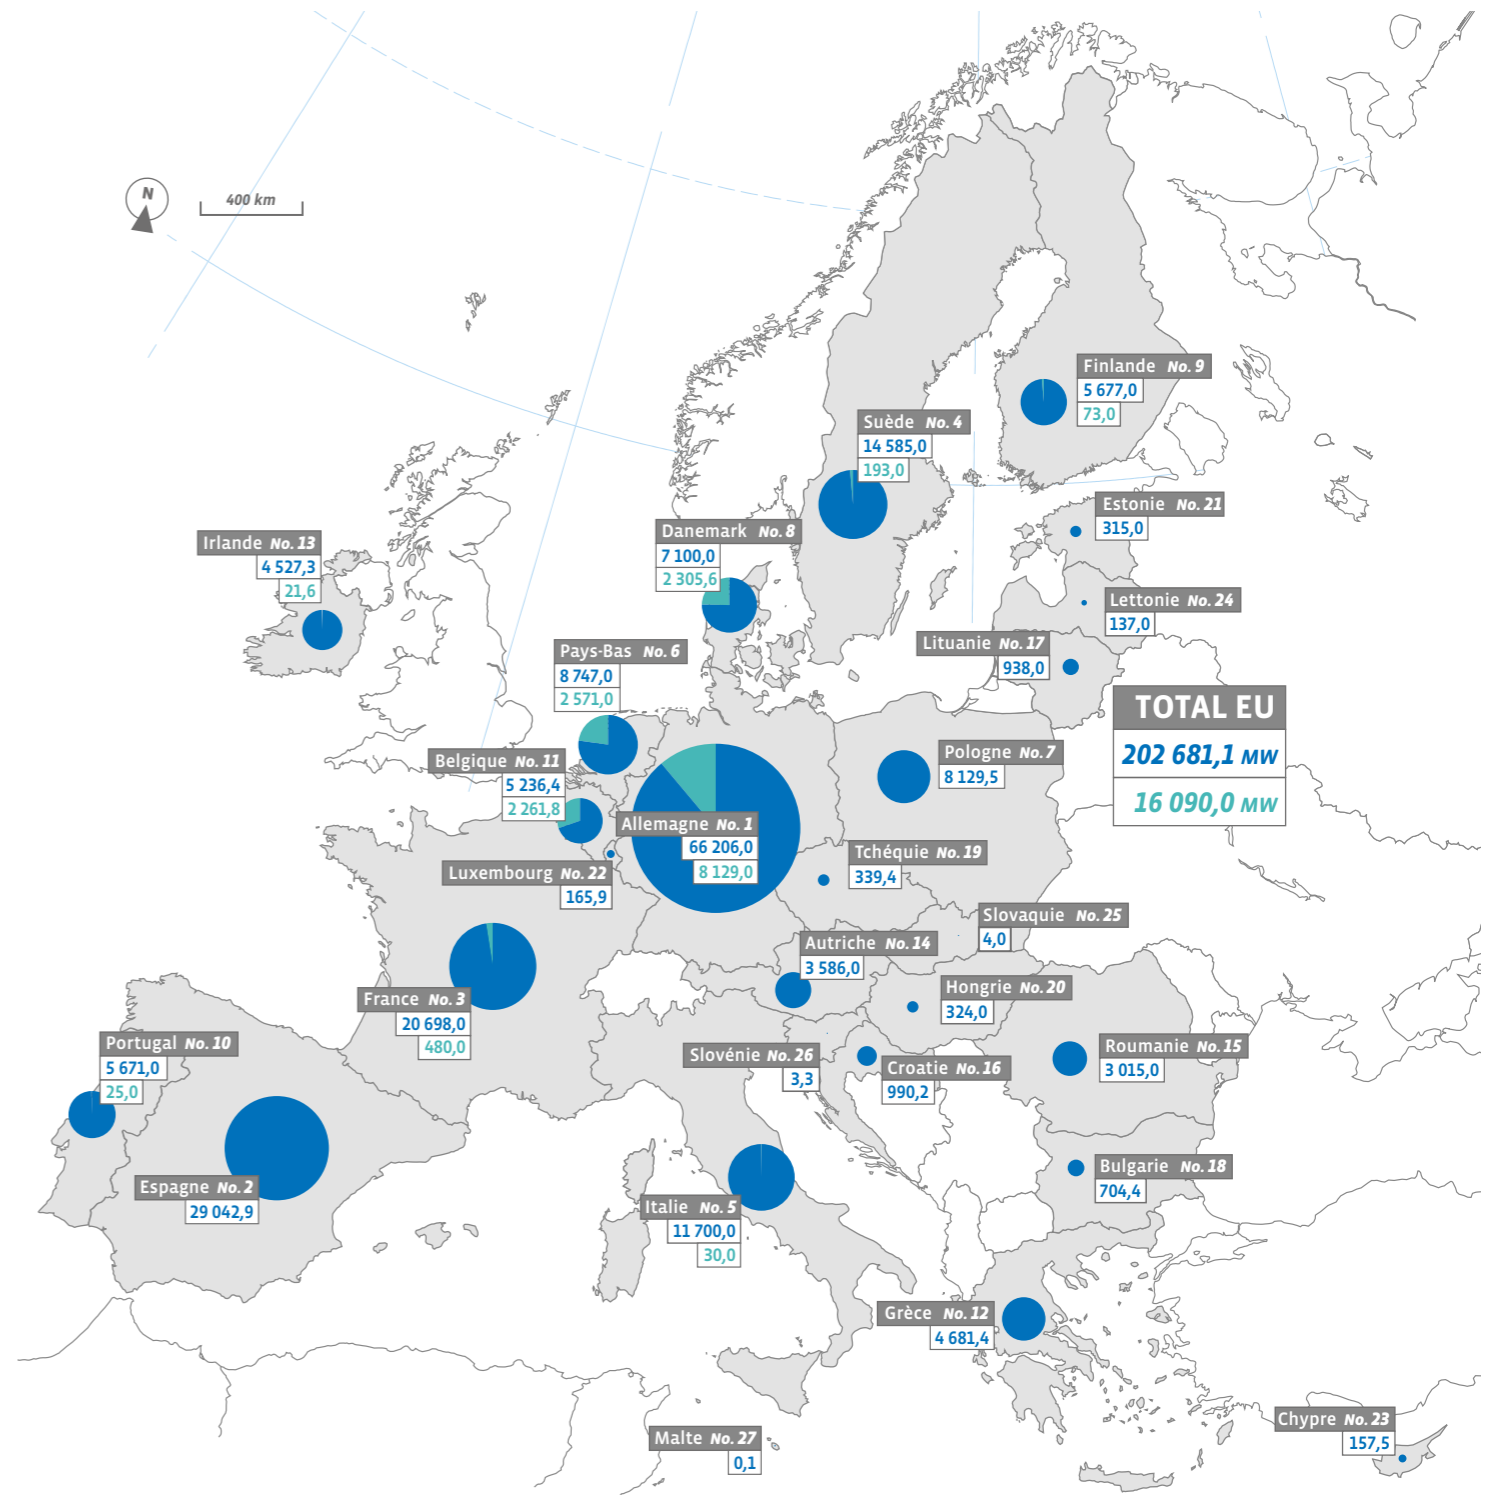 N
400 km
Finlande No. 9
5 677,0
73,0
Suède No. 4
14 585,0
193,0
Estonie No. 21
315,0
Danemark No. 8
7 100,0
2 305,6
Irlande No. 13
4 527,3
21,6
Lettonie No. 24
137,0
Lituanie No. 17
938,0
Pays-Bas No. 6
8 747,0
2 571,0
TOTAL EU
202 681,1 MW
16 090,0 MW
Pologne No. 7
8 129,5
Belgique No. 11
5 236,4
2 261,8
Allemagne No. 1
66 206,0
8 129,0
Tchéquie No. 19
339,4
Luxembourg No. 22
165,9
Slovaquie No. 25
4,0
Autriche No. 14
3 586,0
Hongrie No. 20
324,0
France No. 3
20 698,0
480,0
Portugal No. 10
5 671,0
25,0
Slovénie No. 26
3,3
Croatie No. 16
990,2
Roumanie No. 15
3 015,0
Espagne No. 2
29 042,9
Bulgarie No. 18
704,4
Italie No. 5
11 700,0
30,0
Grèce No. 12
4 681,4
Chypre No. 23
157,5
Malte No. 27
0,1